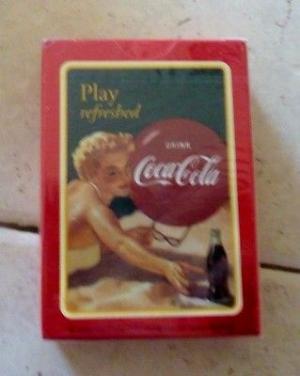 Play
refreshed
DRINK
Coca-Cola